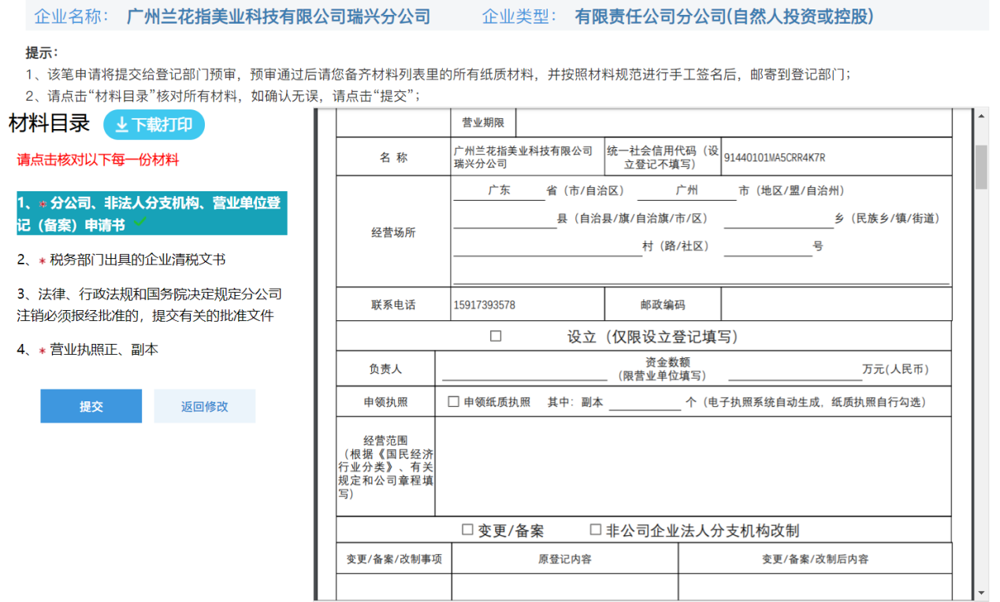 企业名称： 广州兰花指美业科技有限公司瑞兴分公司 企业类型： 有限责任公司分公司(自然人投资或控股)
提示：
1、该笔申请将提交给登记部门预审，预审通过后请您备齐材料列表里的所有纸质材料，并按照材料规范进行手工签名后，邮寄到登记部门；
2、请点击“材料目录”核对所有材料，如确认无误，请点击“提交”；
材料目录 下载打印
请点击核对以下每一份材料
1、* 分公司、非法人分支机构、营业单位登
记（备案）申请书
2、* 税务部门出具的企业清税文书
3、法律、行政法规和国务院决定规定分公司
注销必须报经批准的，提交有关的批准文件
4、* 营业执照正、副本
提交 返回修改
营业期限
名 称 广州兰花指美业科技有限公司
瑞兴分公司
统一社会信用代码（设
立登记不填写）
91440101MA5CRR4K7R
经营场所
广东 省（市/自治区） 广州 市（地区/盟/自治州）
县（自治县/旗/自治旗/市/区） 乡（民族乡/镇/街道）
村（路/社区） 号
联系电话 15917393578 邮政编码
□ 设立（仅限设立登记填写）
负责人
资金数额
（限营业单位填写）
万元(人民币)
申领执照 □ 申领纸质执照 其中：副本 个（电子执照系统自动生成，纸质执照自行勾选）
经营范围
（根据《国民经济
行业分类》、有关
规定和公司章程填
写）
□ 变更/备案 □ 非公司企业法人分支机构改制
变更/备案/改制事项 原登记内容 变更/备案/改制后内容